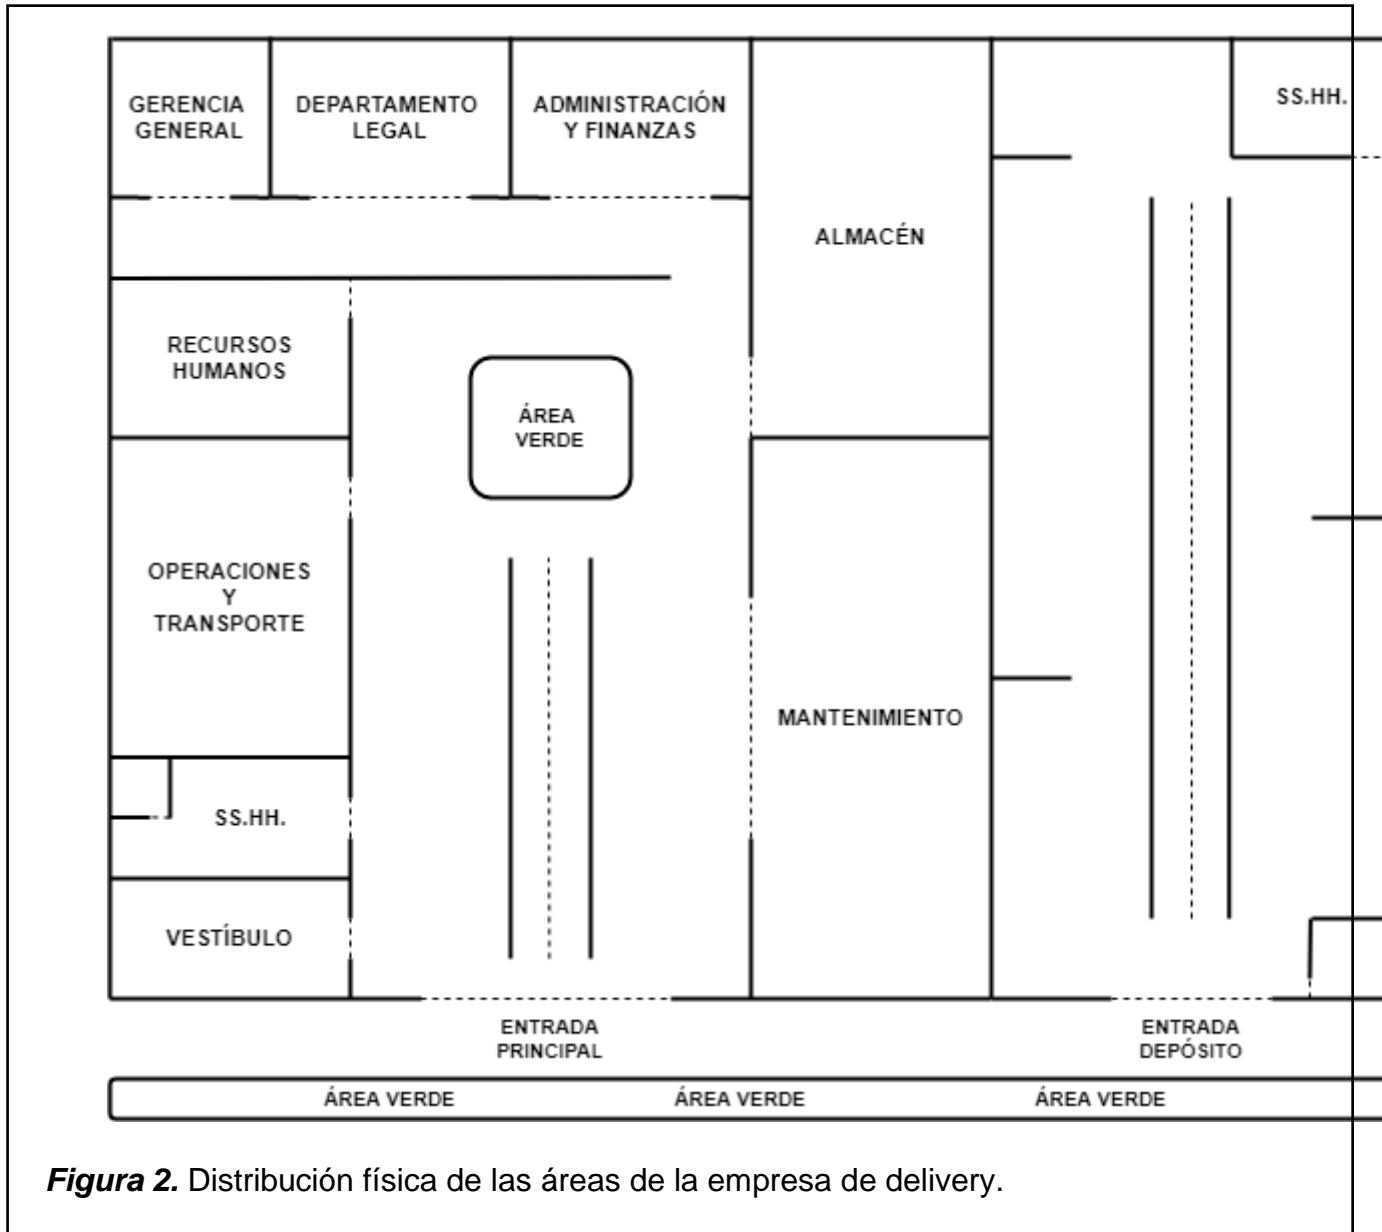 GERENCIA
GENERAL
DEPARTAMENTO
LEGAL
ADMINISTRACIÓN
Y FINANZAS
SS.HH.
ALMACÉN
RECURSOS
HUMANOS
ÁREA
VERDE
OPERACIONES
Y
TRANSPORTE
MANTENIMIENTO
SS.HH.
VESTÍBULO
ENTRADA
PRINCIPAL
ENTRADA
DEPÓSITO
ÁREA VERDE
ÁREA VERDE
ÁREA VERDE
Figura 2. Distribución física de las áreas de la empresa de delivery.